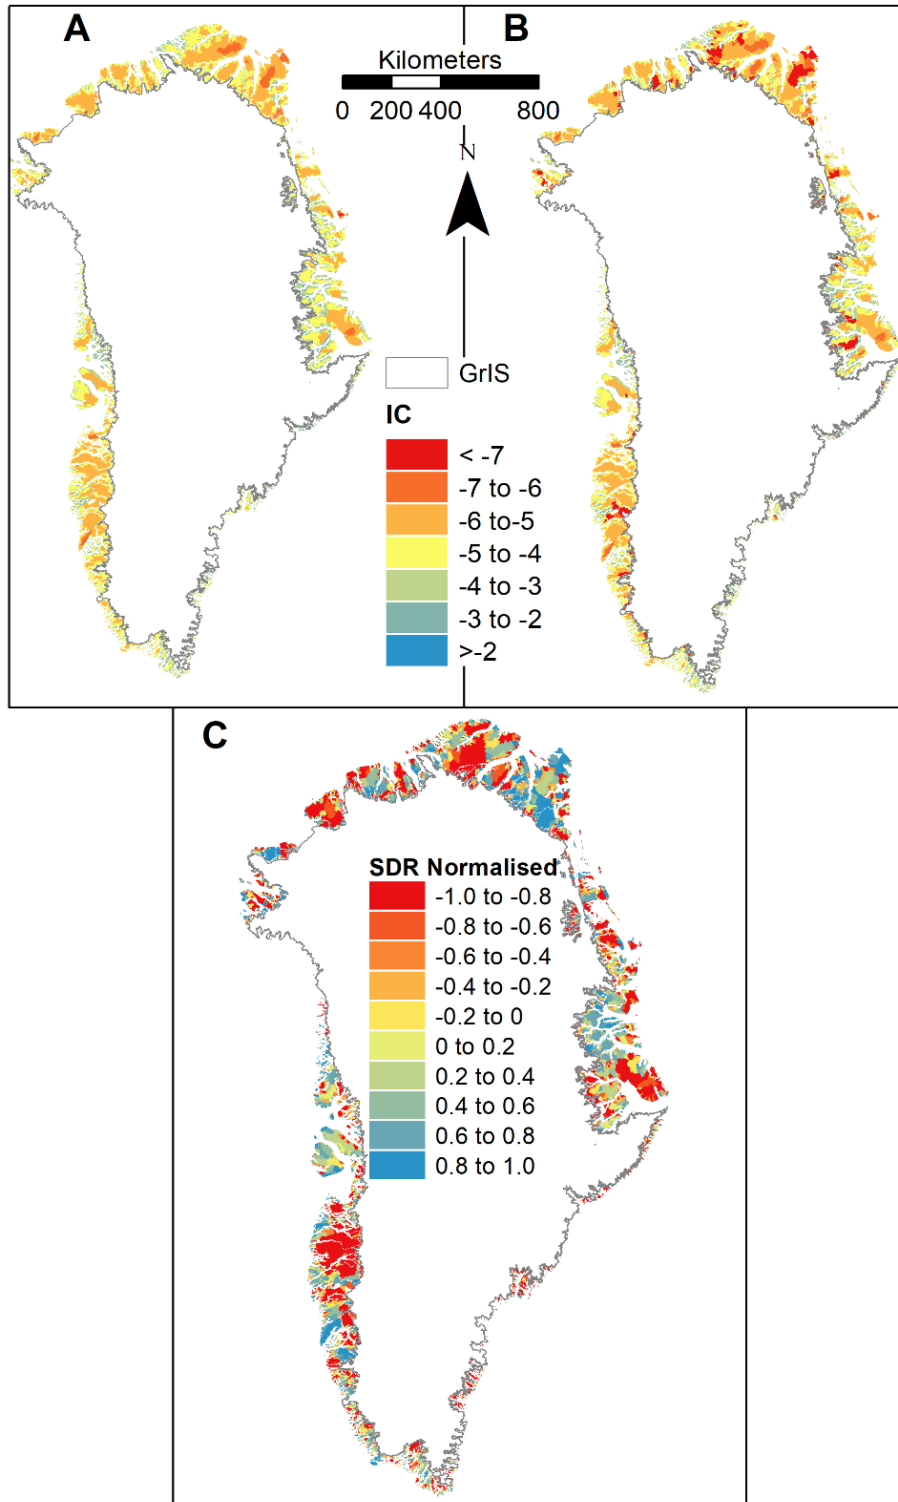 A
B
Kilometers
0 200 400 800
N
GrIS
IC
< -7
-7 to -6
-6 to-5
-5 to -4
-4 to -3
-3 to -2
>-2
C
SDR Normalised
-1.0 to -0.8
-0.8 to -0.6
-0.6 to -0.4
-0.4 to -0.2
-0.2 to 0
0 to 0.2
0.2 to 0.4
0.4 to 0.6
0.6 to 0.8
0.8 to 1.0